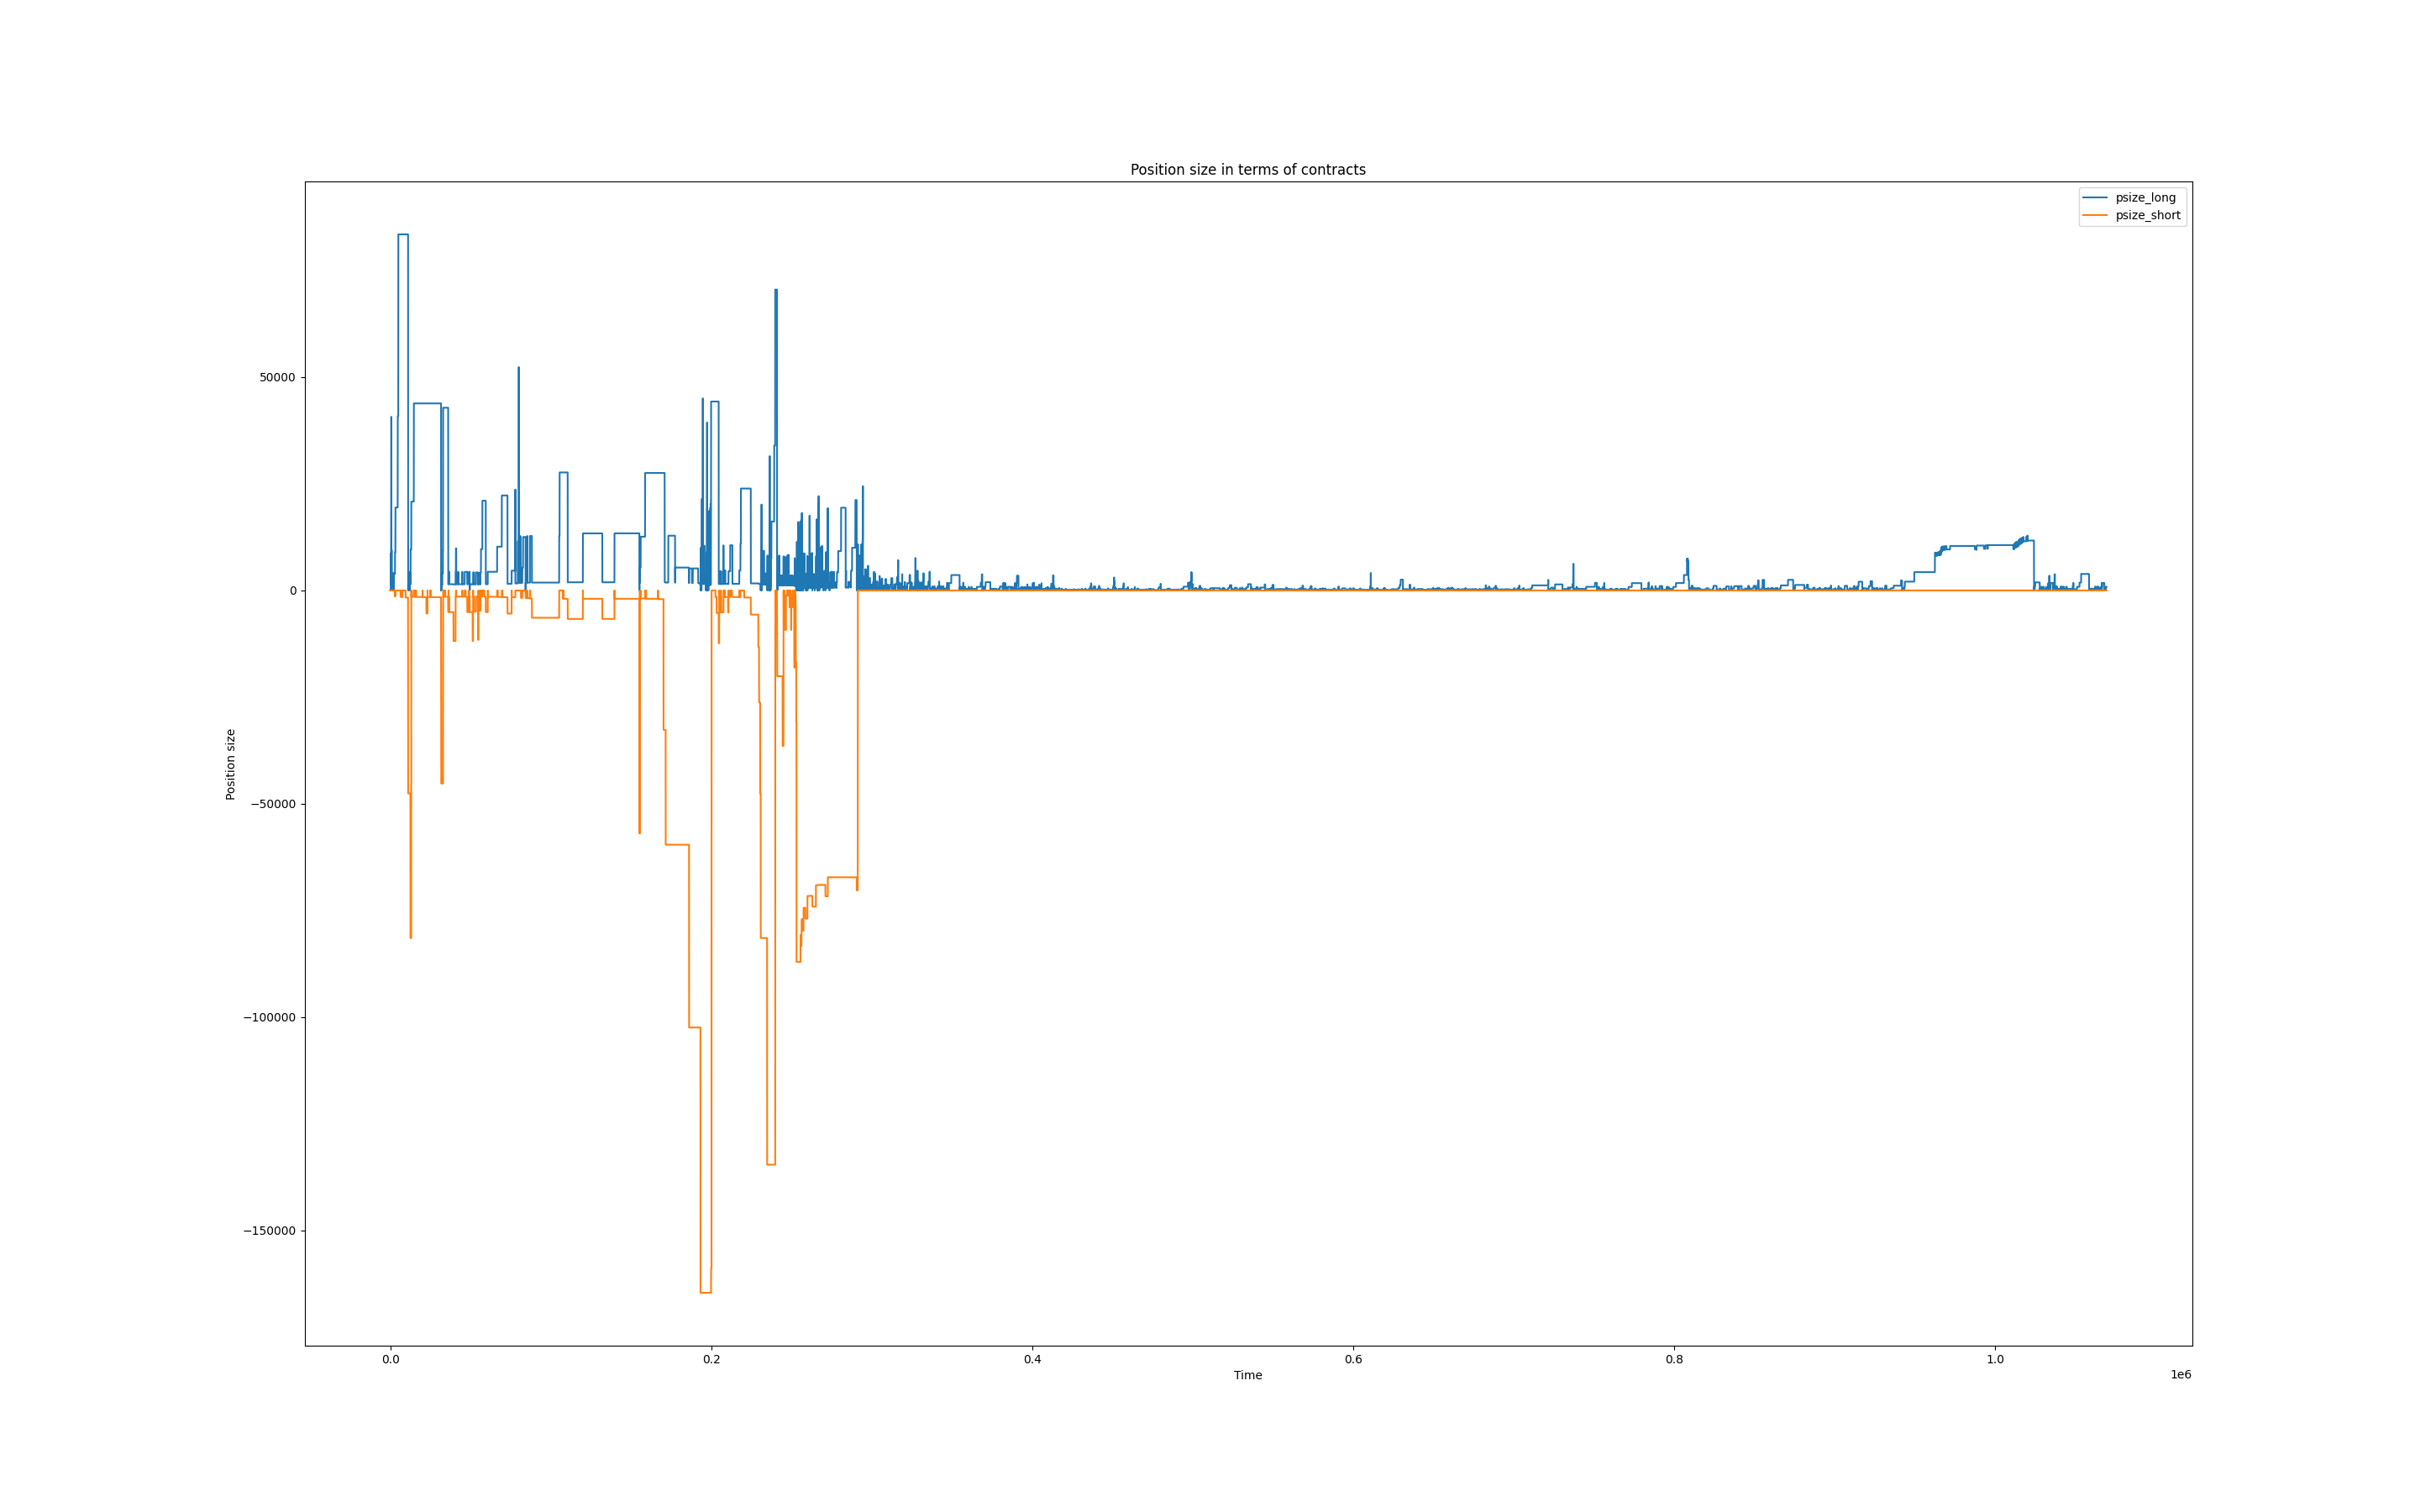 Position size in terms of contracts
psize_long
psize_short
Position size
50000
0
−50000
−100000
−150000
0.0 0.2 0.4 0.6 0.8 1.0
Time
1e6